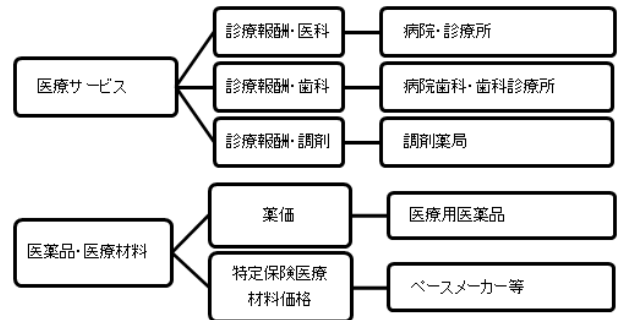 医療サービス
診療報酬・医科
病院・診療所
診療報酬・歯科
病院歯科・歯科診療所
診療報酬・調剤
調剤薬局
医薬品・医療材料
薬価
医療用医薬品
特定保険医療
材料価格
ペースメーカー等